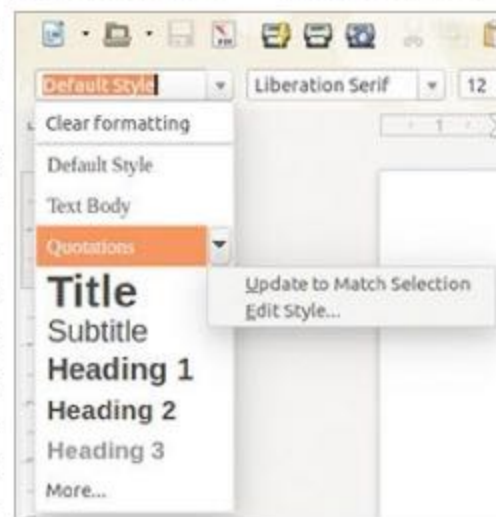 Default Style
Liberation Serif
12
Clear formatting
1
Default Style
Text Body
Quotations
Update to Match Selection
Edit Style...
Title
Subtitle
Heading 1
Heading 2
Heading 3
More...